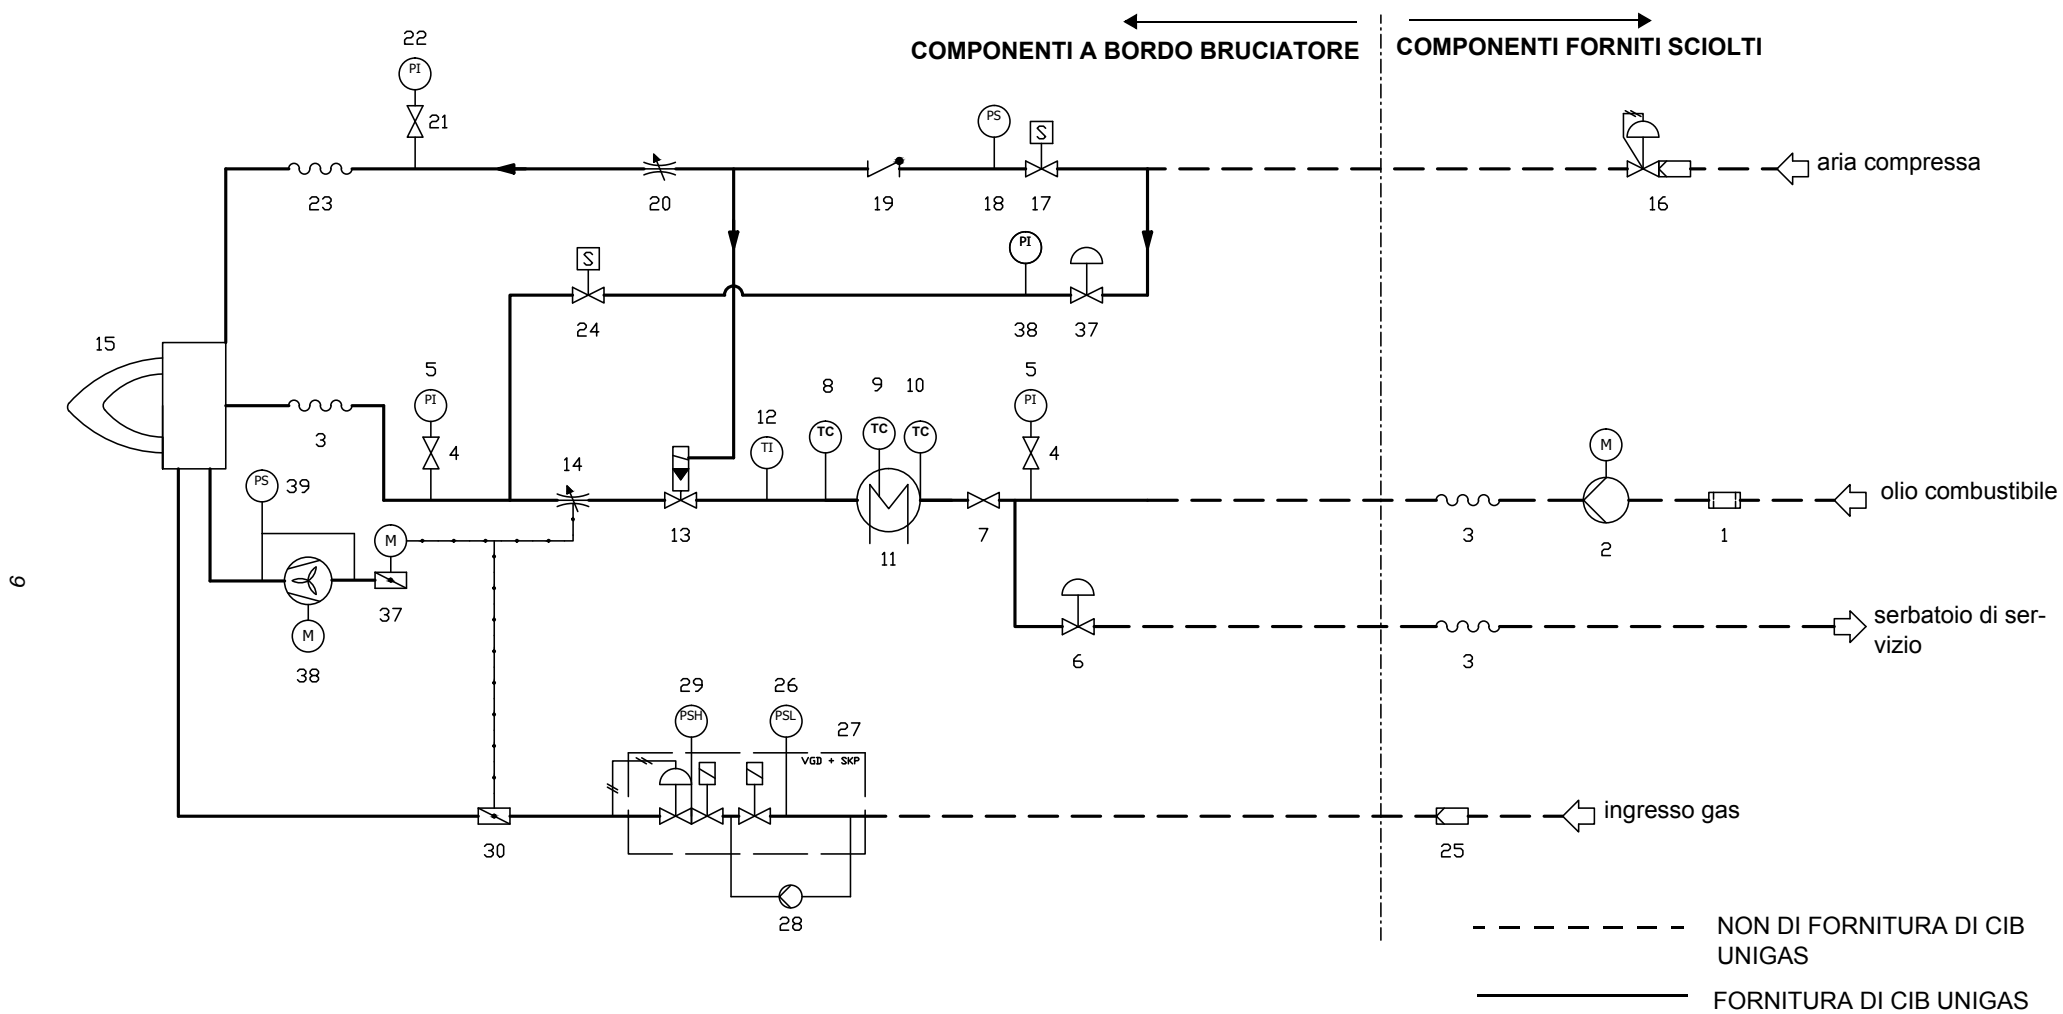 COMPONENTI A BORDO BRUCIATORE
COMPONENTI FORNITI SCIOLTI
22
PI
21
PS
S
23
20
19
18
17
16
aria compressa
S
PI
24
38
37
15
5
PI
3
4
12
TI
8
TC
9
TC
10
TC
5
PI
4
M
14
13
11
7
3
2
1
olio combustibile
PS
39
M
37
M
38
6
3
serbatoio di ser-
vizio
29
PSH
26
PSL
27
VGD + SKP
30
28
25
ingresso gas
6
NON DI FORNITURA DI CIB
UNIGAS
FORNITURA DI CIB UNIGAS